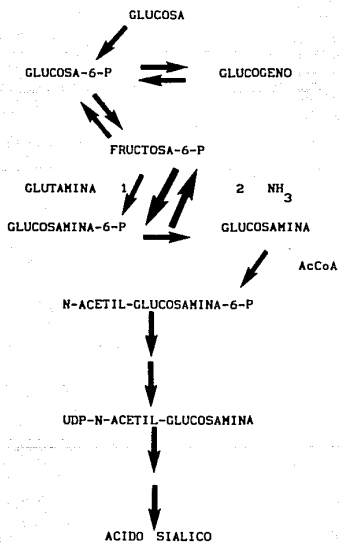 GLUCOSA
GLUCOSA-6-P GLUCOGENO
FRUCTOSA-6-P
GLUTAMINA 1 2 NH3
GLUCOSAMINA-6-P GLUCOSAMINA
AcCoA
N-ACETIL-GLUCOSAMINA-6-P
UDP-N-ACETIL-GLUCOSAMINA
ACIDO SIALICO